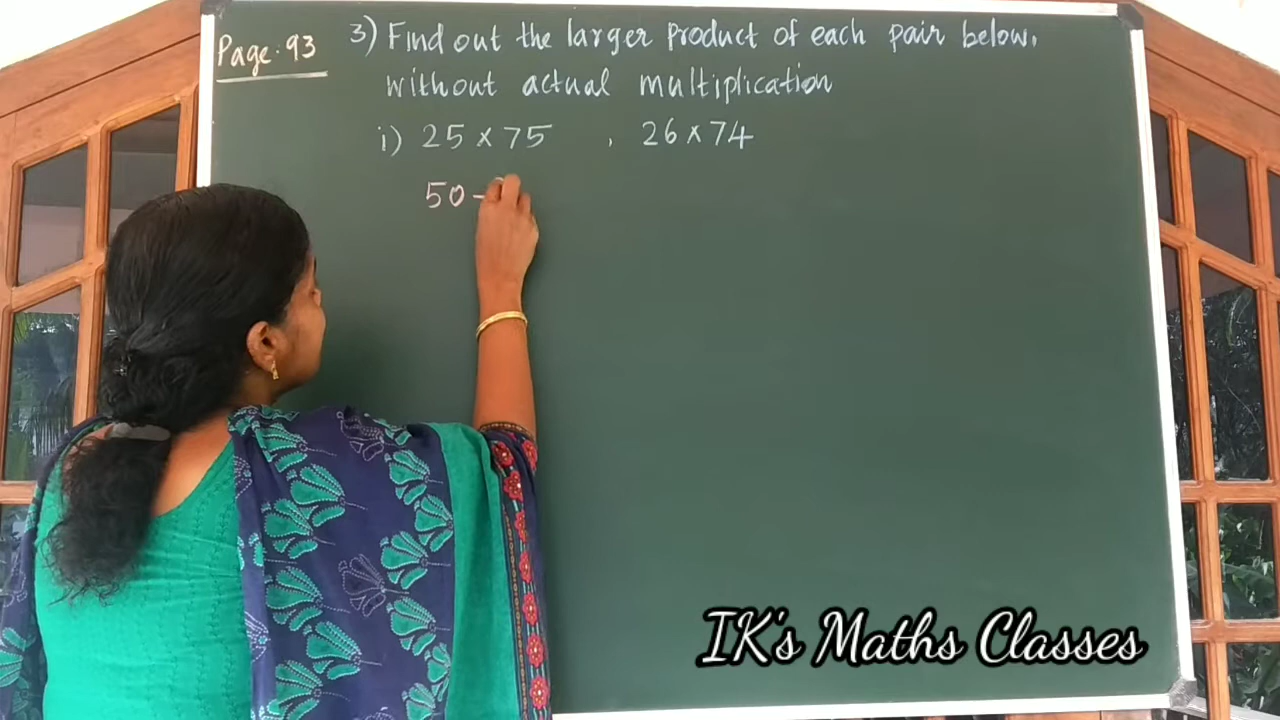 Page: 93
3) Find out the larger product of each pair below,
without actual multiplication
i) 25 x 75 , 26 x 74
50 -
IK's Maths Classes